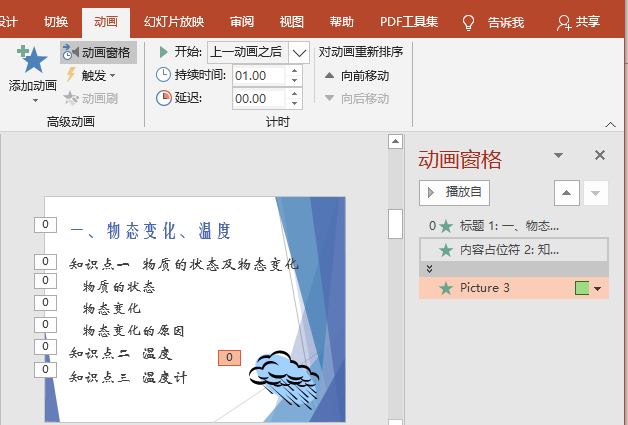 设计 切换 动画 幻灯片放映 审阅 视图 帮助 PDF工具集 告诉我 共享
动画窗格 开始: 上一动画之后 对动画重新排序
添加动画 触发 持续时间: 01.00 向前移动
动画刷 延迟: 00.00 向后移动
高级动画 计时
动画窗格
播放自
0 标题 1: 一、物态...
内容占位符 2: 知...
Picture 3
0 一、物态变化、温度
0 知识点一 物质的状态及物态变化
0 物质的状态
0 物态变化
0 物态变化的原因
0 知识点二 温度 0
0 知识点三 温度计